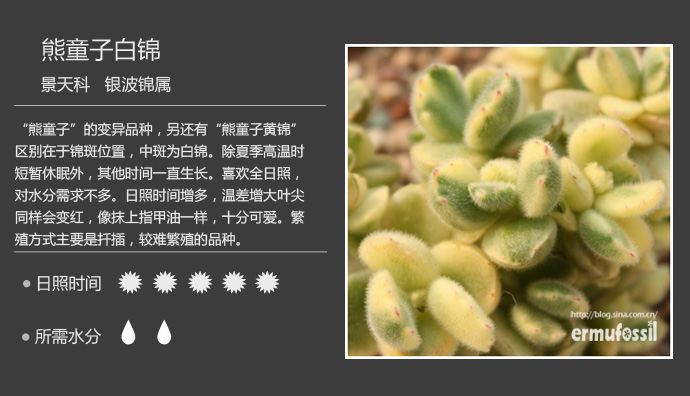 熊童子白锦
景天科 银波锦属
“熊童子”的变异品种，另还有“熊童子黄锦”
区别在于锦斑位置，中斑为白锦。除夏季高温时
短暂休眠外，其他时间一直生长。喜欢全日照，
对水分需求不多。日照时间增多，温差增大叶尖
同样会变红，像抹上指甲油一样，十分可爱。繁
殖方式主要是扦插，较难繁殖的品种。
日照时间
所需水分
http://blog.sina.com.cn/
ermufossil